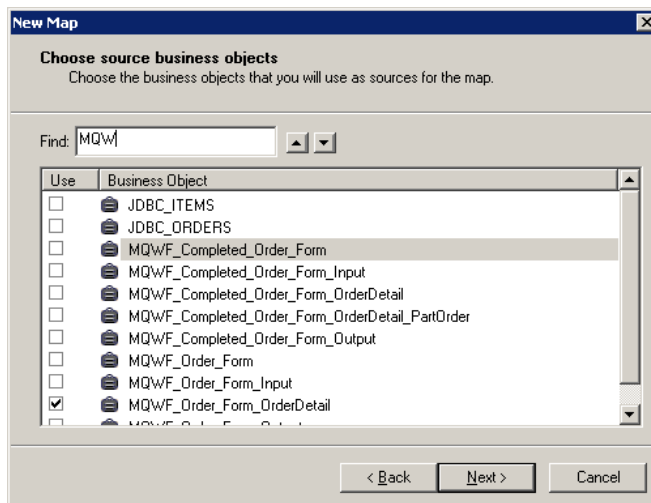 New Map
Choose source business objects
Choose the business objects that you will use as sources for the map.
Find: MQW
Use Business Object
JDBC_ITEMS
JDBC_ORDERS
MQWF_Completed_Order_Form
MQWF_Completed_Order_Form_Input
MQWF_Completed_Order_Form_OrderDetail
MQWF_Completed_Order_Form_OrderDetail_PartOrder
MQWF_Completed_Order_Form_Output
MQWF_Order_Form
MQWF_Order_Form_Input
MQWF_Order_Form_OrderDetail
< Back Next > Cancel